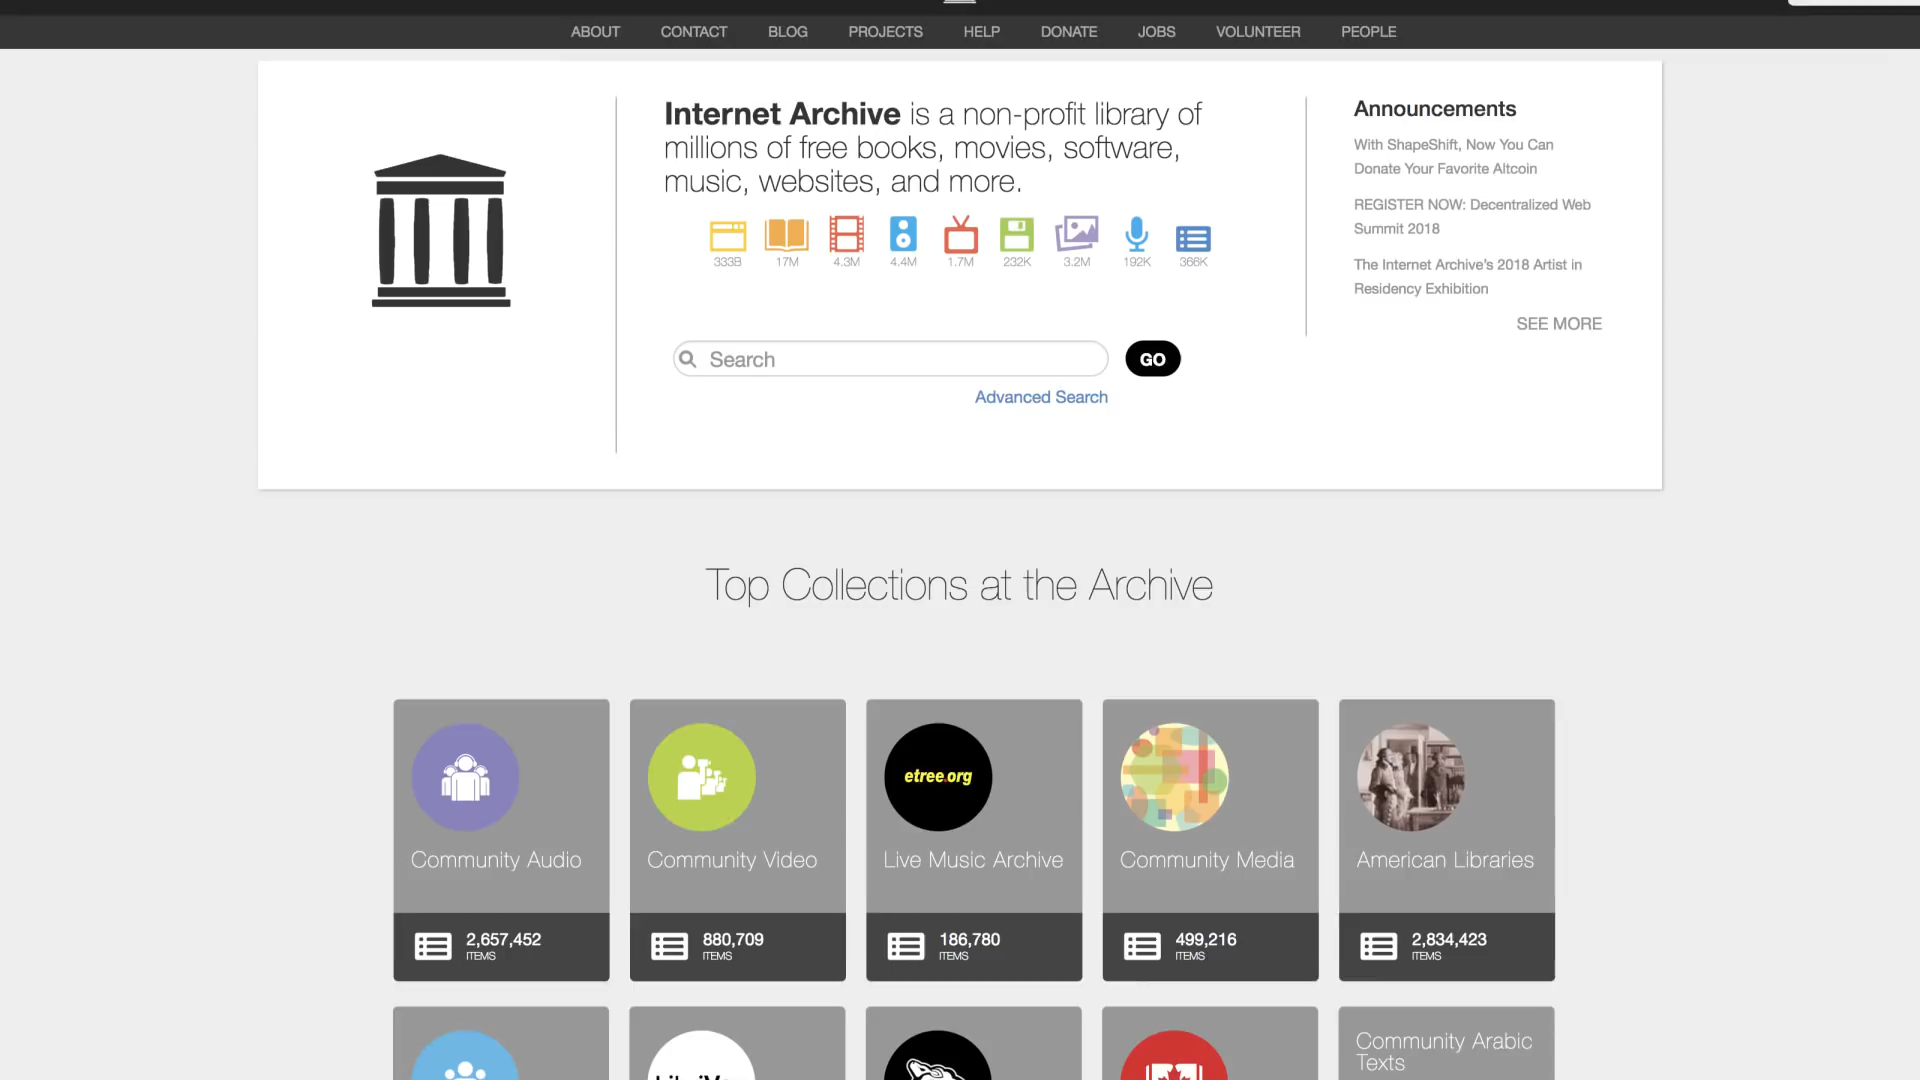 ABOUT CONTACT BLOG PROJECTS HELP DONATE JOBS VOLUNTEER PEOPLE
Internet Archive is a non-profit library of
millions of free books, movies, software,
music, websites, and more.
333B 17M 4.3M 4.4M 1.7M 232K 3.2M 192K 366K
Search GO
Advanced Search
Announcements
With ShapeShift, Now You Can
Donate Your Favorite Altcoin
REGISTER NOW: Decentralized Web
Summit 2018
The Internet Archive's 2018 Artist in
Residency Exhibition
SEE MORE
Top Collections at the Archive
etree.org
Community Audio Community Video Live Music Archive Community Media American Libraries
2,657,452 880,709 186,780 499,216 2,834,423
ITEMS ITEMS ITEMS ITEMS ITEMS
Community Arabic
Texts